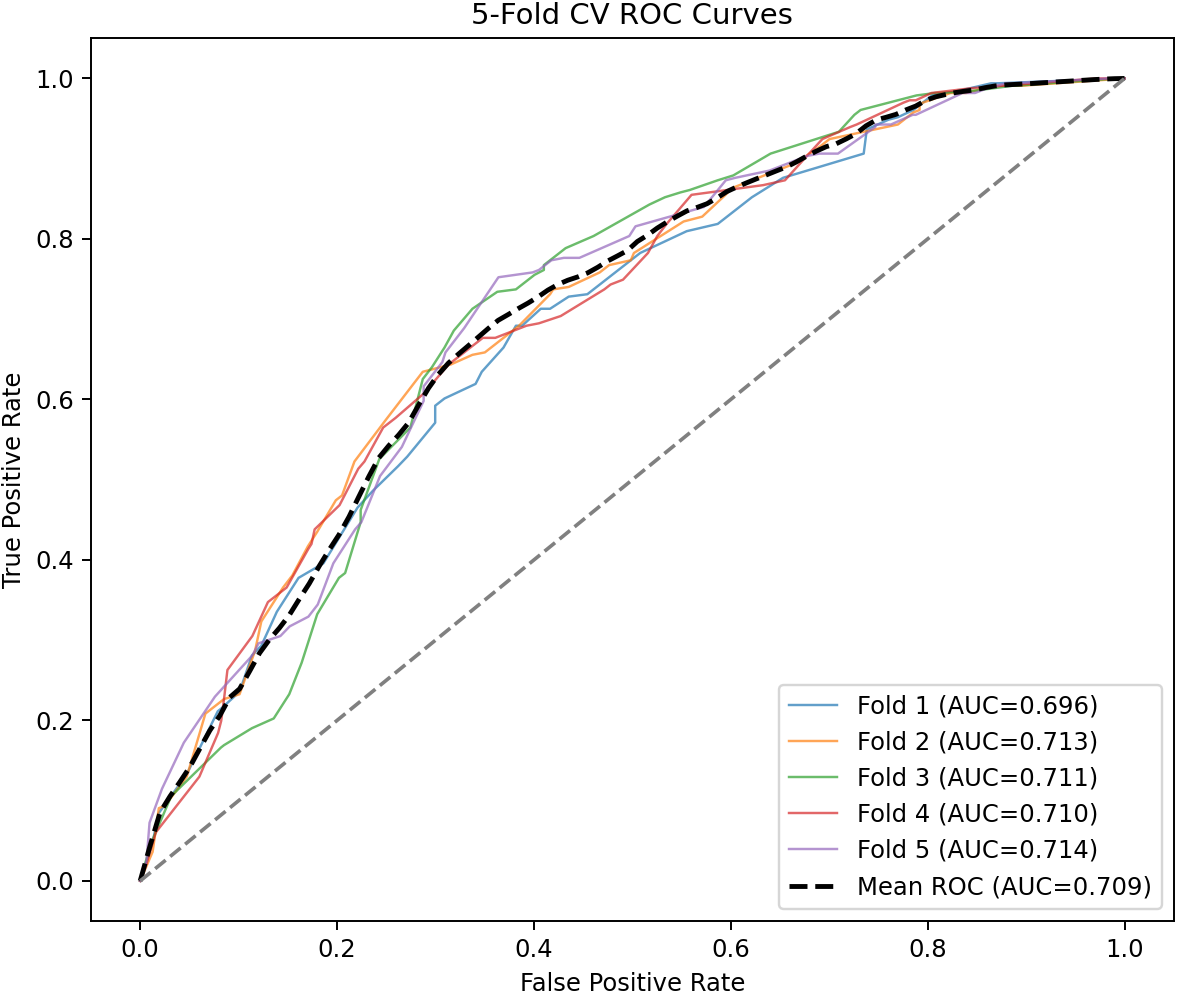 5-Fold CV ROC Curves
True Positive Rate
1.0
0.8
0.6
0.4
0.2
0.0
0.0 0.2 0.4 0.6 0.8 1.0
False Positive Rate
Fold 1 (AUC=0.696)
Fold 2 (AUC=0.713)
Fold 3 (AUC=0.711)
Fold 4 (AUC=0.710)
Fold 5 (AUC=0.714)
Mean ROC (AUC=0.709)